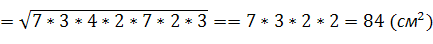 = √7 * 3 * 4 * 2 * 7 * 2 * 3 == 7 * 3 * 2 * 2 = 84 (см²)